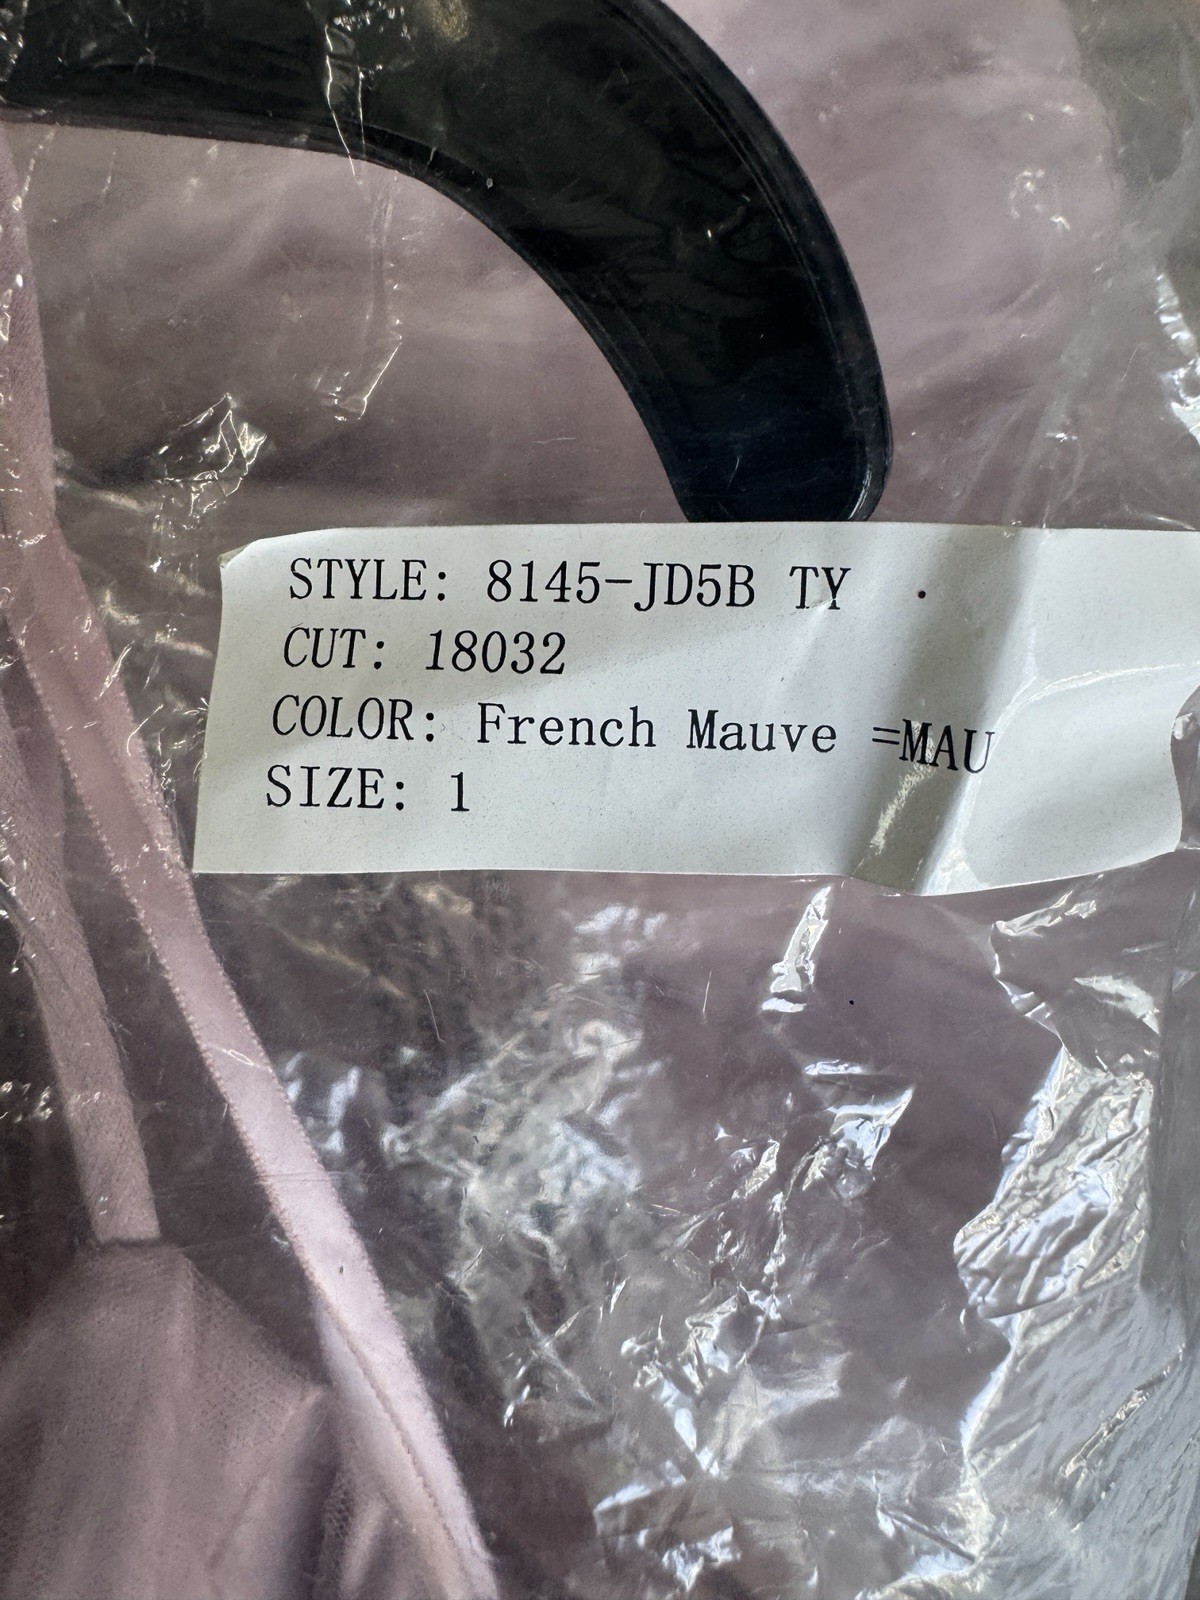 STYLE: 8145-JD5B TY
CUT: 18032
COLOR: French Mauve =MAU
SIZE: 1